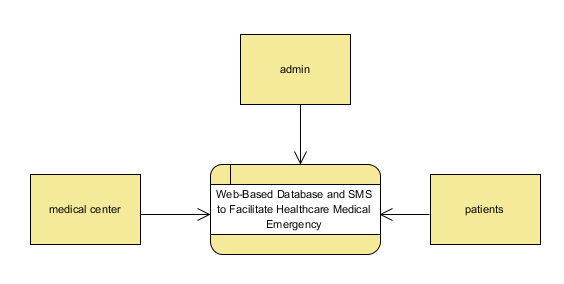 admin
medical center
Web-Based Database and SMS
to Facilitate Healthcare Medical
Emergency
patients